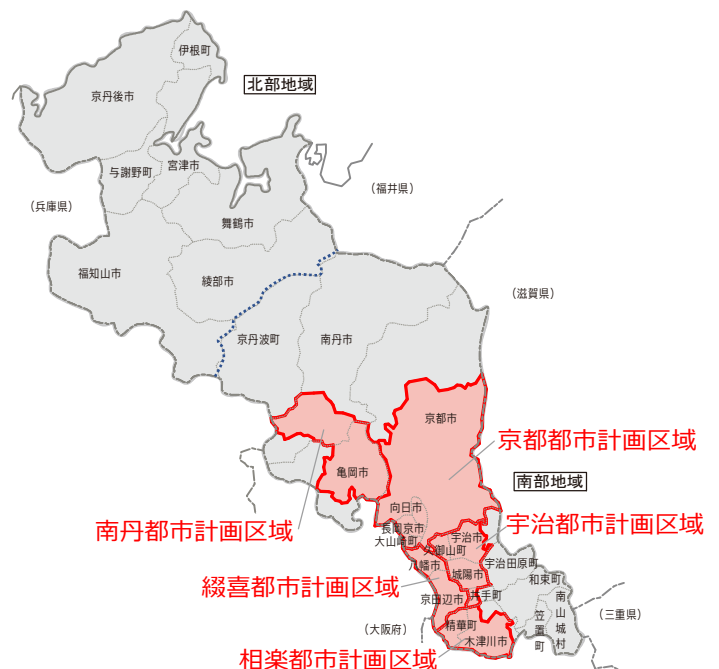 伊根町
北部地域
京丹後市
宮津市
与謝野町
（福井県）
（兵庫県）
舞鶴市
福知山市
綾部市
（滋賀県）
京丹波町
南丹市
京都市
京都都市計画区域
亀岡市
南部地域
向日市
宇治都市計画区域
南丹都市計画区域
長岡京市
大山崎町
宇治市
久御山町
八幡市
宇治田原町
城陽市
和束町
綴喜都市計画区域
京田辺市
井手町
南山城村
笠置町
（三重県）
精華町
（大阪府）
木津川市
相楽都市計画区域